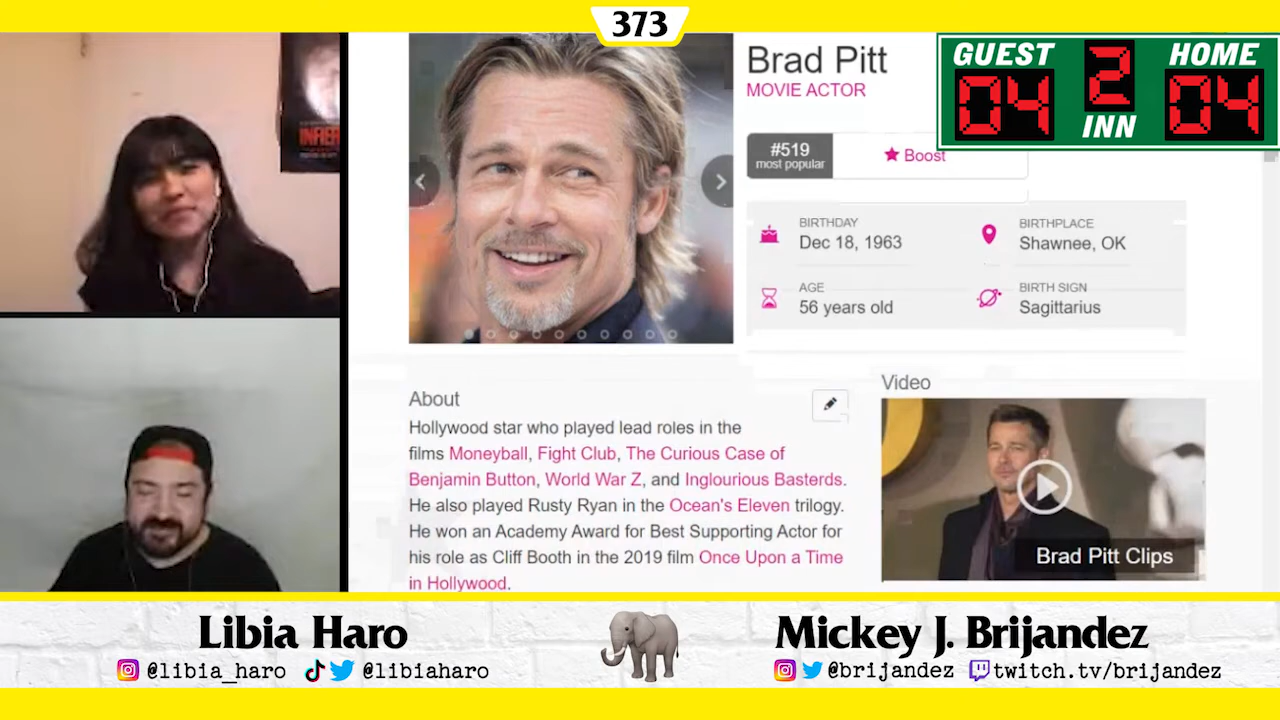 373
GUEST
2
HOME
04
04
INN
Brad Pitt
MOVIE ACTOR
#519
most popular
Boost
BIRTHDAY
Dec 18, 1963
BIRTHPLACE
Shawnee, OK
AGE
56 years old
BIRTH SIGN
Sagittarius
About
Hollywood star who played lead roles in the
films Moneyball, Fight Club, The Curious Case of
Benjamin Button, World War Z, and Inglourious Basterds.
He also played Rusty Ryan in the Ocean's Eleven trilogy.
He won an Academy Award for Best Supporting Actor for
his role as Cliff Booth in the 2019 film Once Upon a Time
in Hollywood.
Video
Brad Pitt Clips
Libia Haro
@libia_haro @libiaharo
Mickey J. Brijandez
@brijandez twitch.tv/brijandez